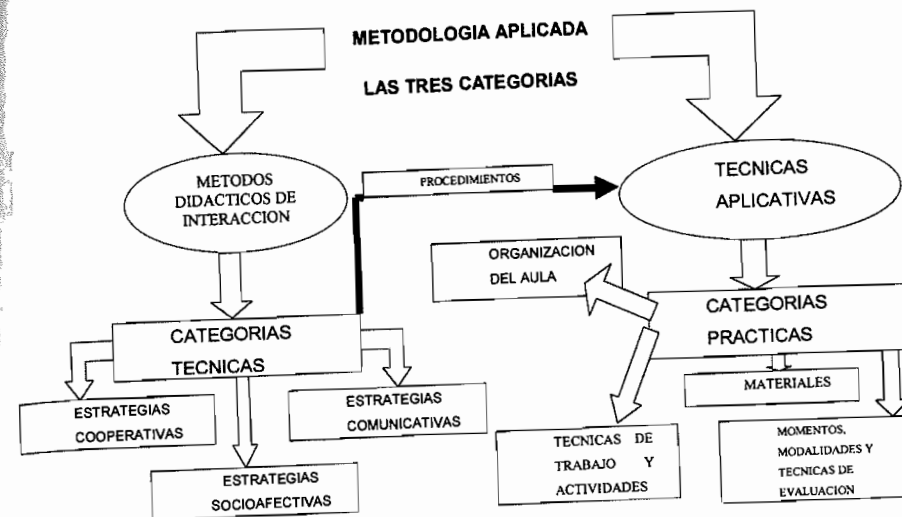 METODOLOGIA APLICADA
LAS TRES CATEGORIAS
METODOS
DIDACTICOS DE
INTERACCION
PROCEDIMIENTOS
TECNICAS
APLICATIVAS
ORGANIZACION
DEL AULA
CATEGORIAS
TECNICAS
CATEGORIAS
PRACTICAS
ESTRATEGIAS
COOPERATIVAS
ESTRATEGIAS
COMUNICATIVAS
ESTRATEGIAS
SOCIOAFECTIVAS
MATERIALES
TECNICAS DE
TRABAJO Y
ACTIVIDADES
MOMENTOS,
MODALIDADES Y
TECNICAS DE
EVALUACION